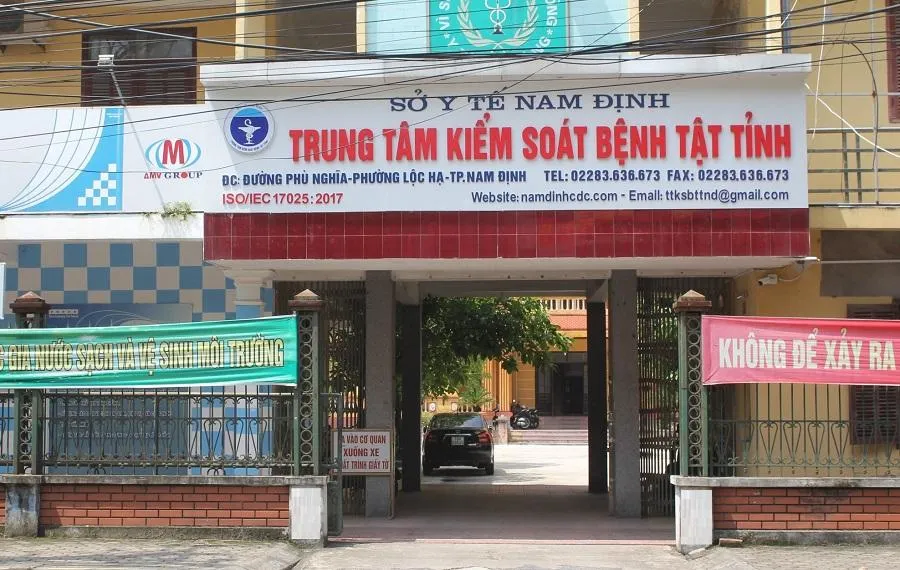 SỞ Y TẾ NAM ĐỊNH
TRUNG TÂM KIỂM SOÁT BỆNH TẬT TỈNH
ĐC: ĐƯỜNG PHÙ NGHĨA-PHƯỜNG LỘC HẠ-TP.NAM ĐỊNH TEL: 02283.636.673 FAX: 02283.636.673
ISO/IEC 17025:2017 Website: namdinhcdc.com - Email: ttksbttnd@gmail.com
M
AMV GROUP
GIA NƯỚC SẠCH VÀ VỆ SINH MÔI TRƯỜNG
KHÔNG ĐỂ XẢY RA
VÀO CƠ QUAN
XUỐNG XE
TRÌNH GIẤY TỜ